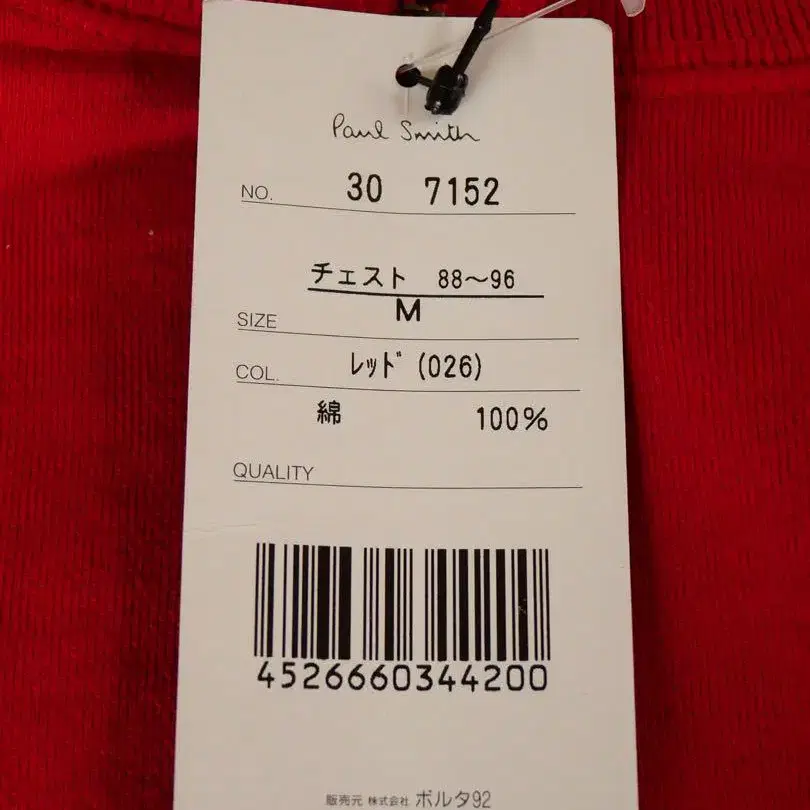 Paul Smith
NO. 30 7152
チェスト 88〜96
SIZE M
COL. レッド (026)
綿 100%
QUALITY
4526660344200
販売元 株式会社 ボルタ92